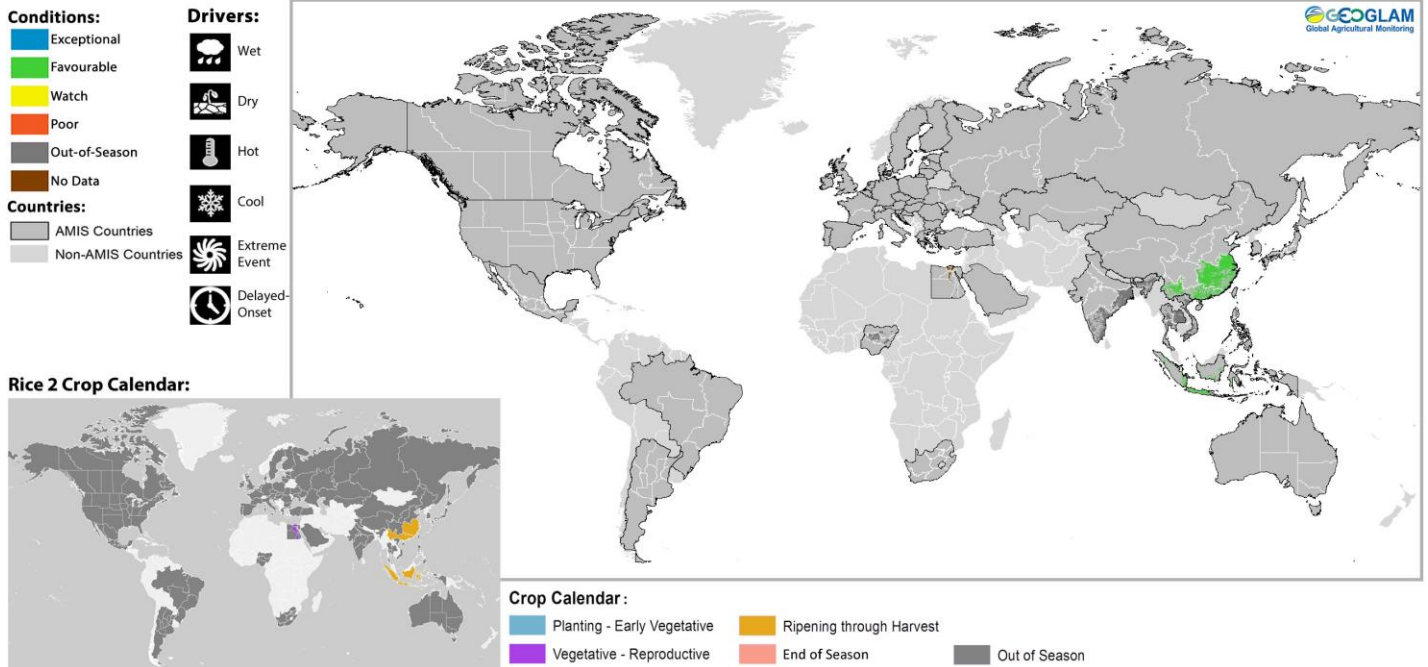 Conditions:
Exceptional
Favourable
Watch
Poor
Out-of-Season
No Data
Countries:
AMIS Countries
Non-AMIS Countries
Drivers:
Wet
Dry
Hot
Cool
Extreme
Event
Delayed-
Onset
GEOGLAM
Global Agricultural Monitoring
Rice 2 Crop Calendar:
Crop Calendar :
Planting - Early Vegetative
Ripening through Harvest
Vegetative - Reproductive
End of Season
Out of Season